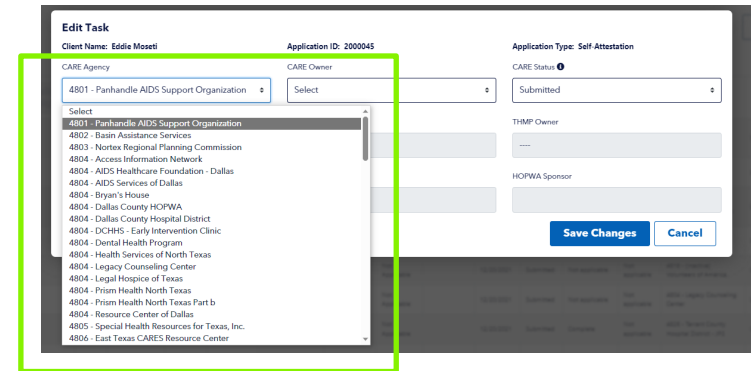 Edit Task
Client Name: Eddie Moseti Application ID: 2000045 Application Type: Self-Attestation
CARE Agency CARE Owner CARE Status
4801 - Panhandle AIDS Support Organization Select Submitted
Select
4801 - Panhandle AIDS Support Organization
4802 - Basin Assistance Services
4803 - Nortex Regional Planning Commission
4804 - Access Information Network
4804 - AIDS Healthcare Foundation - Dallas
4804 - AIDS Services of Dallas
4804 - Bryan's House
4804 - Dallas County HOPWA
4804 - Dallas County Hospital District
4804 - DCHHS - Early Intervention Clinic
4804 - Dental Health Program
4804 - Health Services of North Texas
4804 - Legacy Counseling Center
4804 - Legal Hospice of Texas
4804 - Prism Health North Texas
4804 - Prism Health North Texas Part b
4804 - Resource Center of Dallas
4805 - Special Health Resources for Texas, Inc.
4806 - East Texas CARES Resource Center
THMP Owner
----
HOPWA Sponsor
Save Changes Cancel